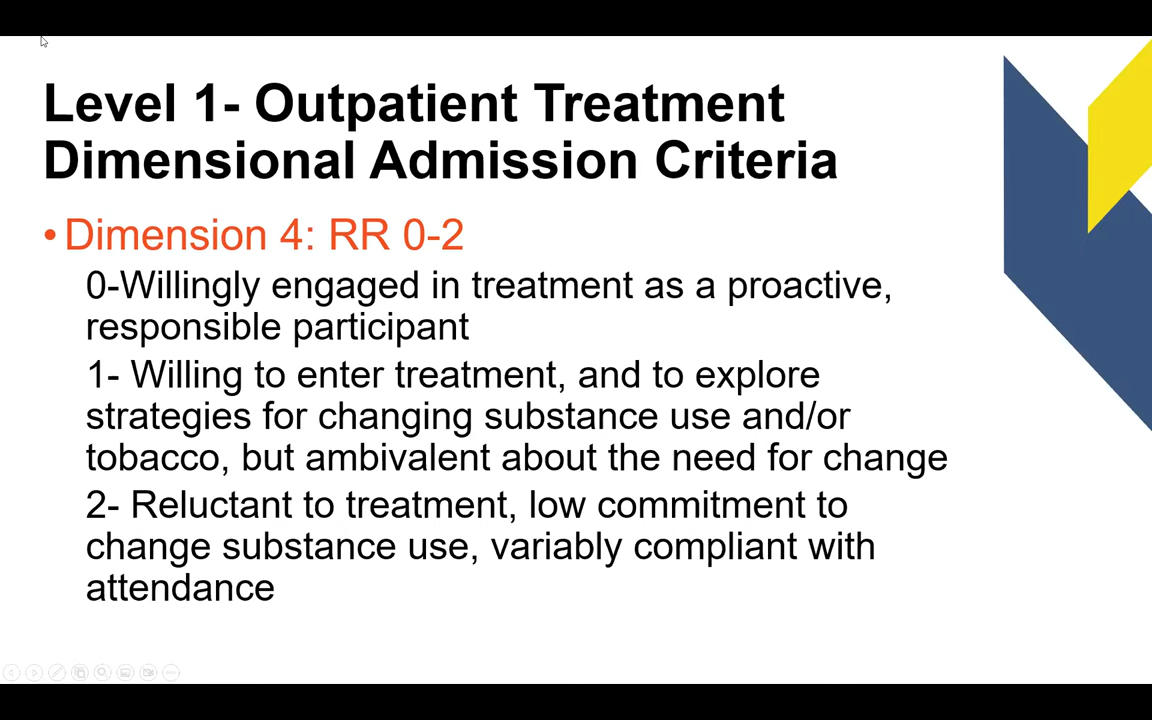 Level 1- Outpatient Treatment
Dimensional Admission Criteria
•Dimension 4: RR 0-2
0-Willingly engaged in treatment as a proactive,
responsible participant
1- Willing to enter treatment, and to explore
strategies for changing substance use and/or
tobacco, but ambivalent about the need for change
2- Reluctant to treatment, low commitment to
change substance use, variably compliant with
attendance